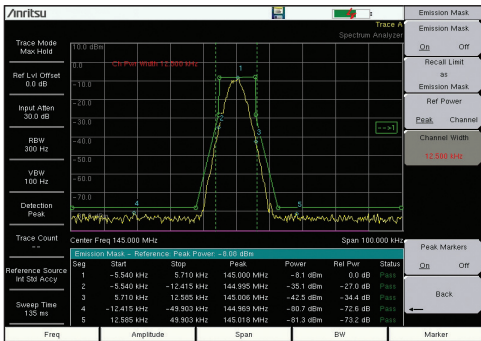 Anritsu
Trace A
Spectrum Analyzer
Trace Mode
Max Hold
Ref Lvl Offset
0.0 dB
Input Atten
30.0 dB
RBW
300 Hz
VBW
100 Hz
Detection
Peak
Trace Count
--
Reference Source
Int Std Accy
Sweep Time
135 ms
10.0 dBm
0.0
Ch Pwr Width 12.500 kHz
-10.0
-20.0
-30.0
-40.0
-50.0
-60.0
-70.0
1
2
3
4
5
-->1
Center Freq 145.000 MHz Span 100.000 kHz
Emission Mask - Reference: Peak Power: -8.08 dBm
Seg Start Stop Peak Power Rel Pwr Status
1 -5.540 kHz 5.710 kHz 145.000 MHz -8.1 dBm 0.0 dB Pass
2 -5.540 kHz -12.415 kHz 144.995 MHz -35.1 dBm -27.0 dB Pass
3 5.710 kHz 12.585 kHz 145.006 MHz -42.5 dBm -34.4 dB Pass
4 -12.415 kHz -49.903 kHz 144.969 MHz -80.7 dBm -72.6 dB Pass
5 12.585 kHz 49.903 kHz 145.018 MHz -81.3 dBm -73.2 dB Pass
Emission Mask
Emission Mask
On Off
Recall Limit
as
Emission Mask
Ref Power
Peak Channel
Channel Width
12.500 kHz
Peak Markers
On Off
Back
Freq Amplitude Span BW Marker